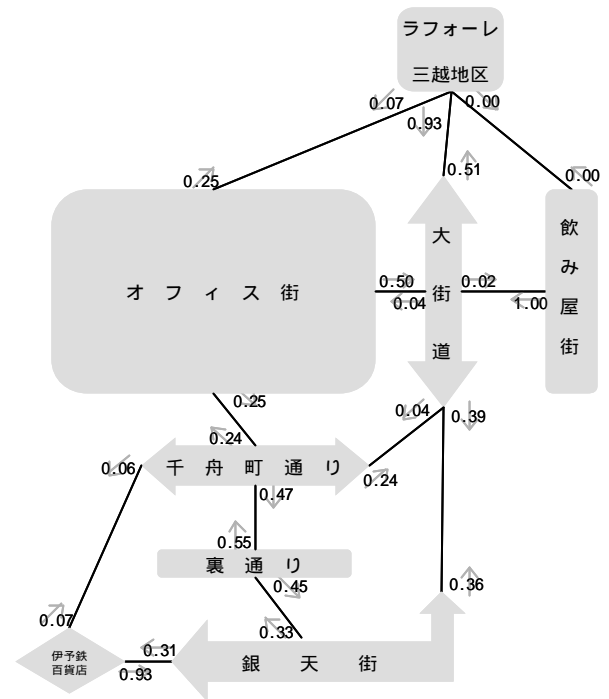 ラフォーレ
三越地区
0.07
0.00
0.93
0.25
0.51
0.00
大街道
飲み屋街
オフィス街
0.50
0.02
0.04
1.00
0.25
0.04
0.39
0.24
0.06
千舟町通り
0.24
0.47
0.55
裏通り
0.45
0.36
0.07
0.33
伊予鉄
百貨店
0.31
0.93
銀天街